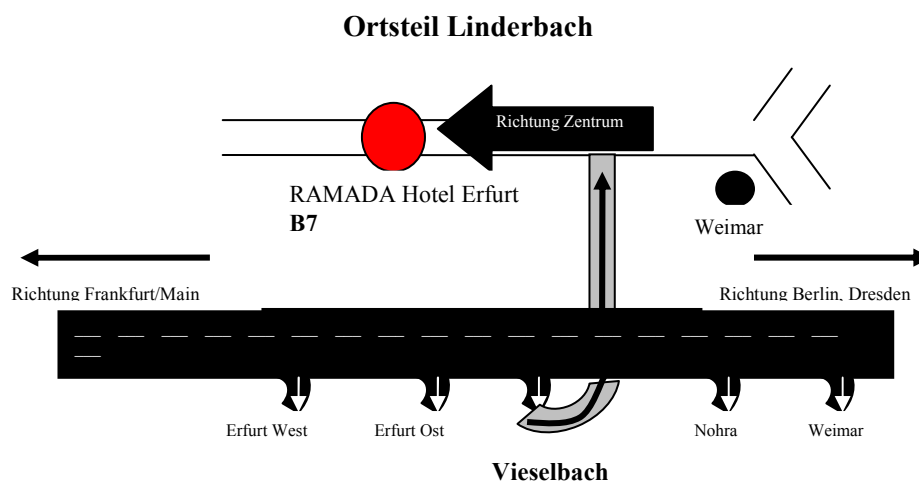 Ortsteil Linderbach
Richtung Zentrum
RAMADA Hotel Erfurt
B7
Weimar
Richtung Frankfurt/Main
Richtung Berlin, Dresden
Erfurt West
Erfurt Ost
Nohra
Weimar
Vieselbach